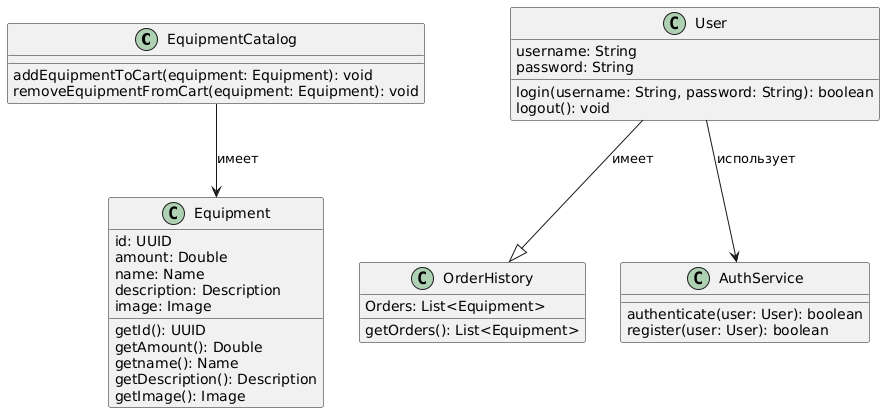 C EquipmentCatalog
addEquipmentToCart(equipment: Equipment): void
removeEquipmentFromCart(equipment: Equipment): void
C User
username: String
password: String
login(username: String, password: String): boolean
logout(): void
имеет
имеет
использует
C Equipment
id: UUID
amount: Double
name: Name
description: Description
image: Image
getId(): UUID
getAmount(): Double
getname(): Name
getDescription(): Description
getImage(): Image
C OrderHistory
Orders: List<Equipment>
getOrders(): List<Equipment>
C AuthService
authenticate(user: User): boolean
register(user: User): boolean